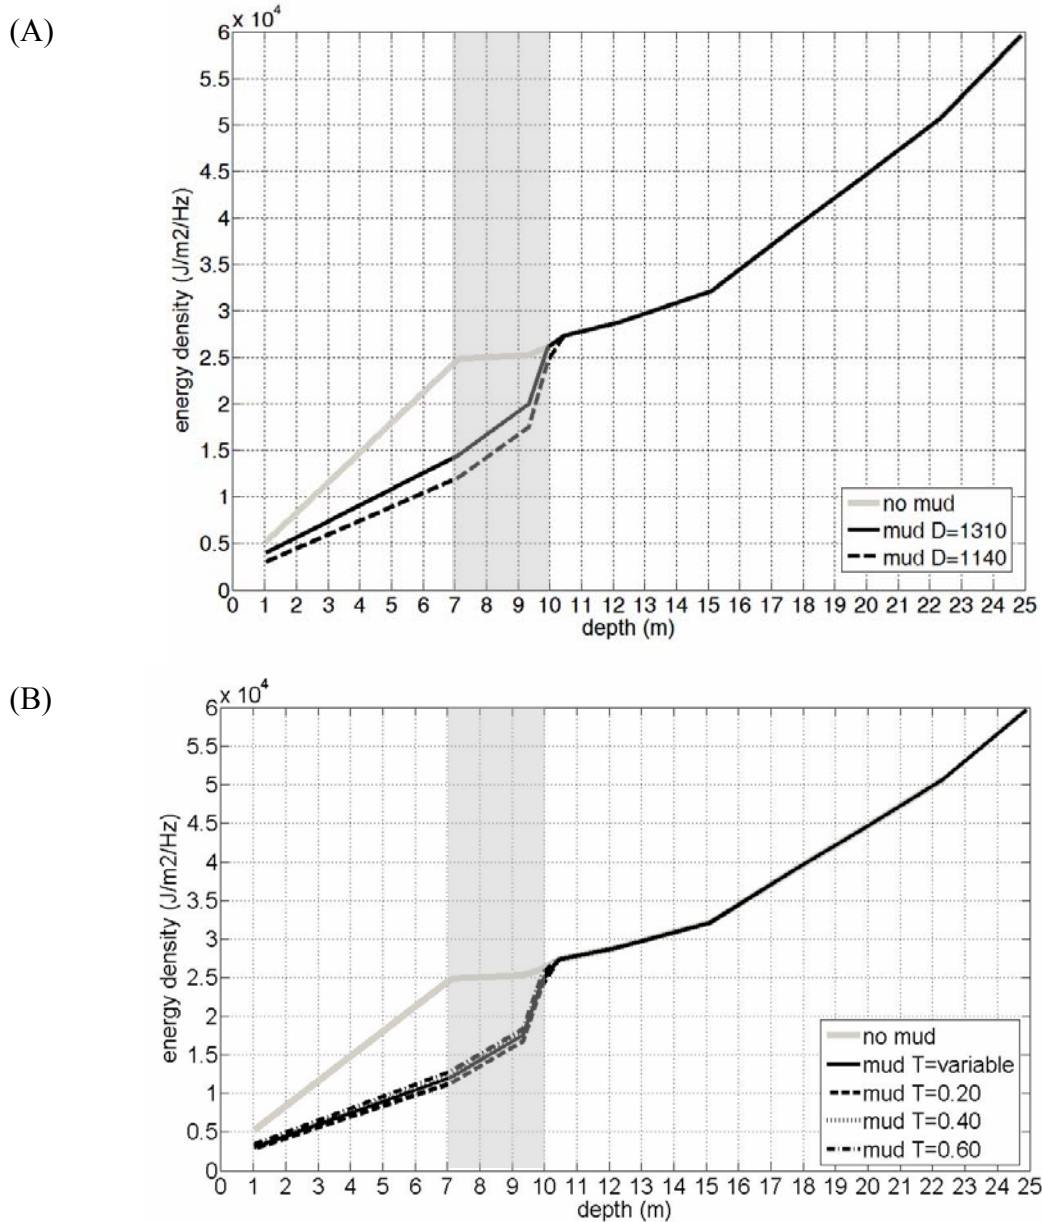 (A)
6 x 10^4
5.5
5
4.5
4
3.5
3
2.5
2
1.5
1
0.5
0
energy density (J/m2/Hz)
no mud
mud D=1310
mud D=1140
0 1 2 3 4 5 6 7 8 9 10 11 12 13 14 15 16 17 18 19 20 21 22 23 24 25
depth (m)
(B)
6 x 10^4
5.5
5
4.5
4
3.5
3
2.5
2
1.5
1
0.5
0
energy density (J/m2/Hz)
no mud
mud T=variable
mud T=0.20
mud T=0.40
mud T=0.60
0 1 2 3 4 5 6 7 8 9 10 11 12 13 14 15 16 17 18 19 20 21 22 23 24 25
depth (m)